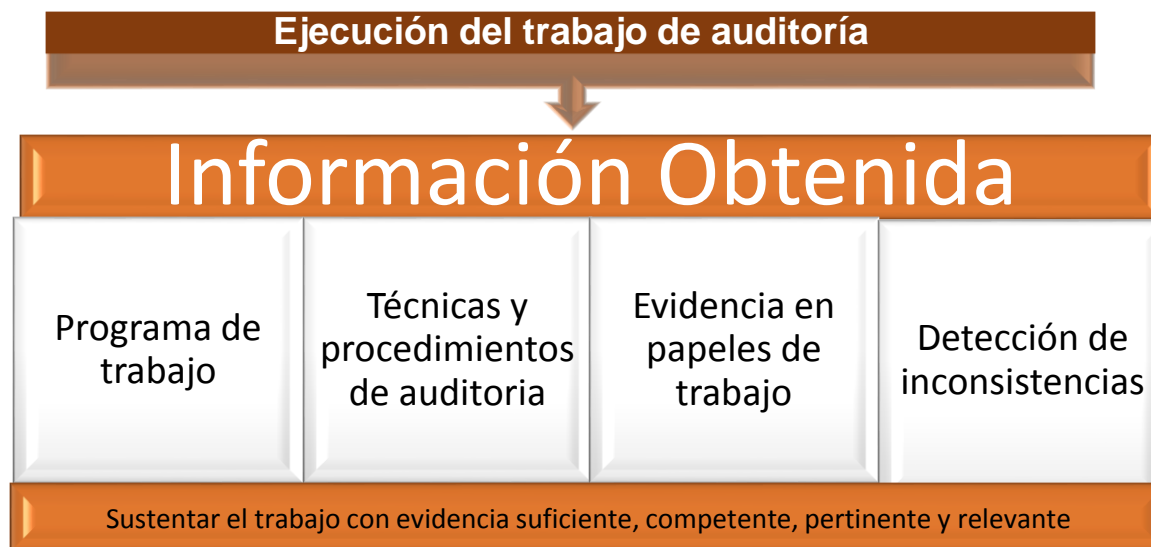 Ejecución del trabajo de auditoría
Información Obtenida
Programa de
trabajo
Técnicas y
procedimientos
de auditoria
Evidencia en
papeles de
trabajo
Detección de
inconsistencias
Sustentar el trabajo con evidencia suficiente, competente, pertinente y relevante